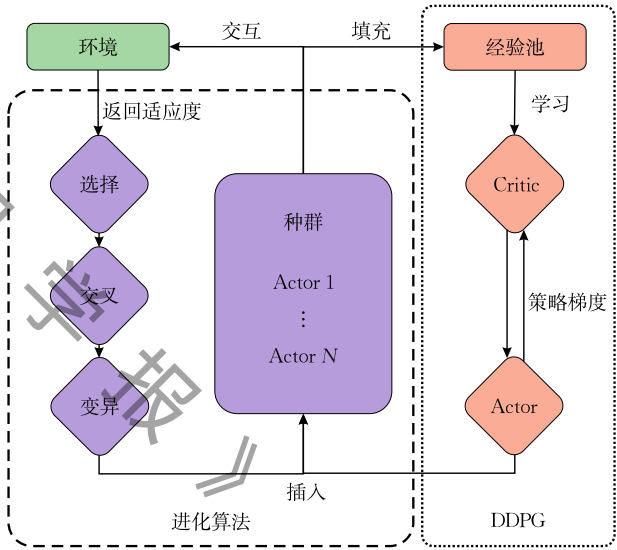 环境
交互
填充
经验池
返回适应度
学习
选择
Critic
种群
Actor 1
⋮
Actor N
交叉
策略梯度
变异
Actor
插入
进化算法
DDPG
学报》